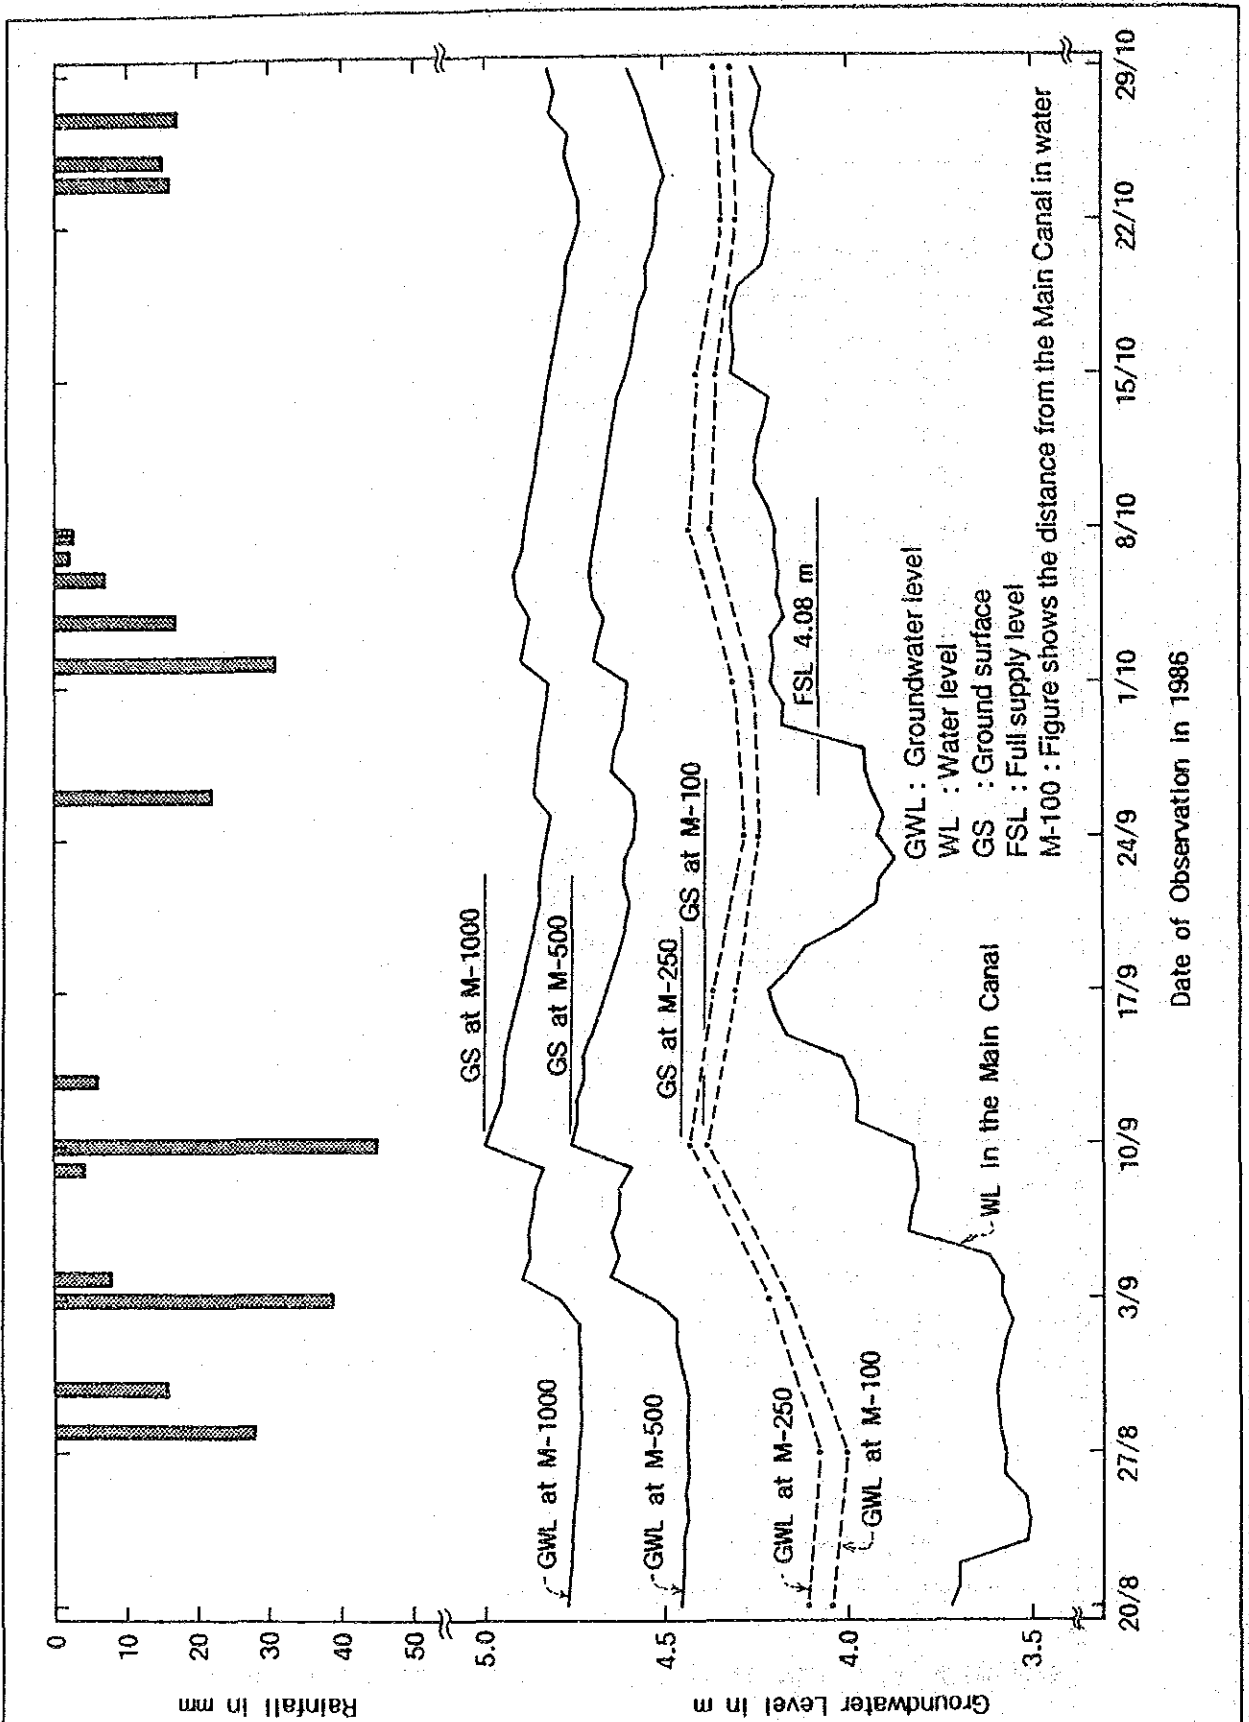 Rainfall in mm
0
10
20
30
40
Groundwater Level in m
5.0
4.5
4.0
3.5
GWL at M-1000
GWL at M-500
GWL at M-250
GWL at M-100
GS at M-1000
GS at M-500
GS at M-250
GS at M-100
FSL 4.08 m
WL in the Main Canal
GWL : Groundwater level
WL : Water level
GS : Ground surface
FSL : Full supply level
M-100 : Figure shows the distance from the Main Canal in water
20/8
27/8
3/9
10/9
17/9
24/9
1/10
8/10
15/10
22/10
29/10
Date of Observation in 1986